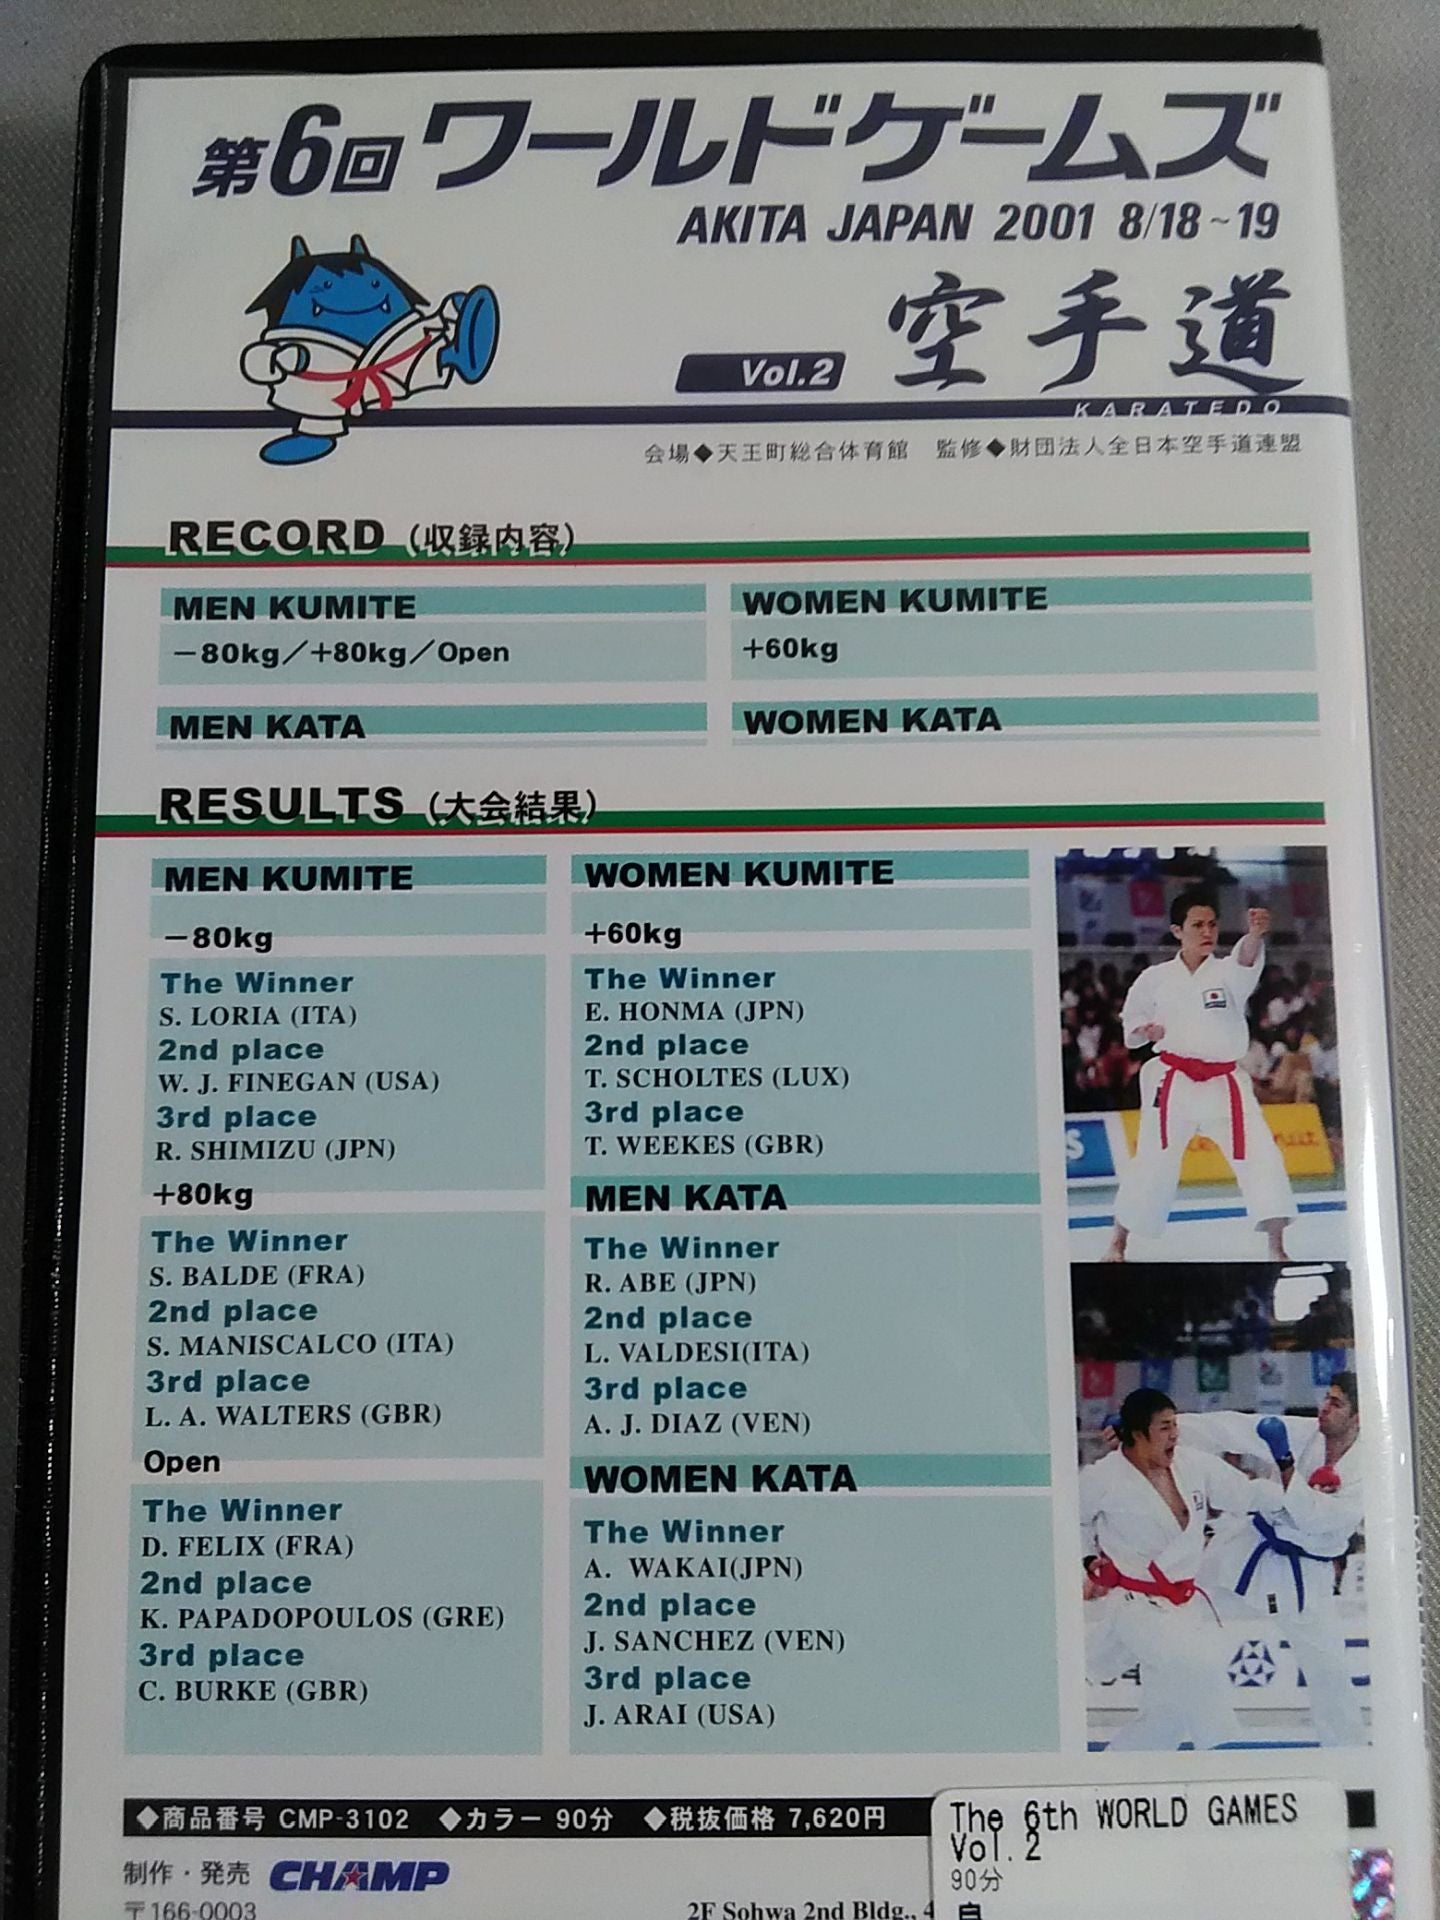 第6回ワールドゲームズ
AKITA JAPAN 2001 8/18~19
Vol.2 空手道
KARATEDO
会場◆天王町総合体育館 監修◆財団法人全日本空手道連盟
RECORD (収録内容)
MEN KUMITE
−80kg/+80kg/Open
WOMEN KUMITE
+60kg
MEN KATA
WOMEN KATA
RESULTS (大会結果)
MEN KUMITE
−80kg
The Winner
S. LORIA (ITA)
2nd place
W. J. FINEGAN (USA)
3rd place
R. SHIMIZU (JPN)
+80kg
The Winner
S. BALDE (FRA)
2nd place
S. MANISCALCO (ITA)
3rd place
L. A. WALTERS (GBR)
Open
The Winner
D. FELIX (FRA)
2nd place
K. PAPADOPOULOS (GRE)
3rd place
C. BURKE (GBR)
WOMEN KUMITE
+60kg
The Winner
E. HONMA (JPN)
2nd place
T. SCHOLTES (LUX)
3rd place
T. WEEKES (GBR)
MEN KATA
The Winner
R. ABE (JPN)
2nd place
L. VALDESI(ITA)
3rd place
A. J. DIAZ (VEN)
WOMEN KATA
The Winner
A. WAKAI(JPN)
2nd place
J. SANCHEZ (VEN)
3rd place
J. ARAI (USA)
◆商品番号 CMP-3102 ◆カラー 90分 ◆税抜価格 7,620円
制作・発売 CHAMP
〒166-0003
2F Sohwa 2nd Bldg., 4
The 6th WORLD GAMES
Vol.2
90分